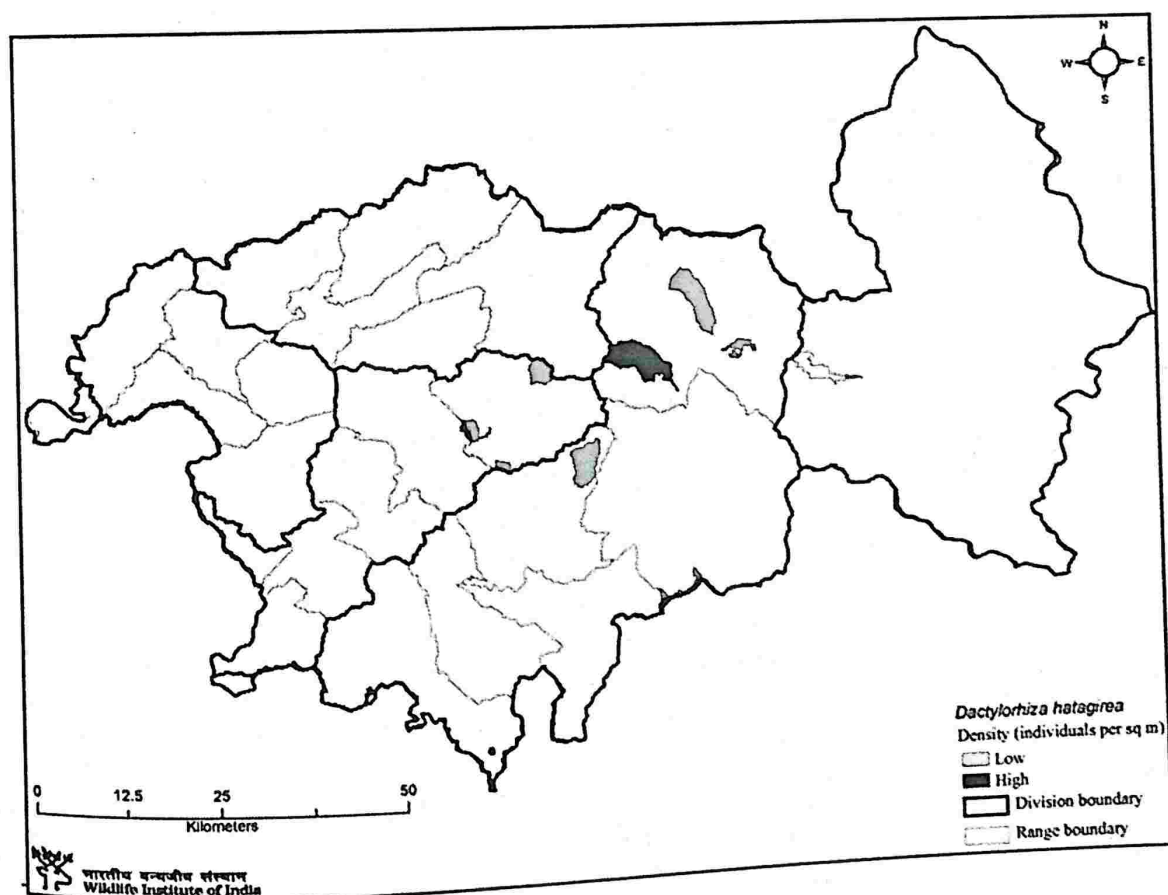 N
W E
S
Dactylorhiza hatagirea
Density (individuals per sq m)
Low
High
Division boundary
Range boundary
0 12.5 25 50
Kilometers
भारतीय वन्यजीव संस्थान
Wildlife Institute of India